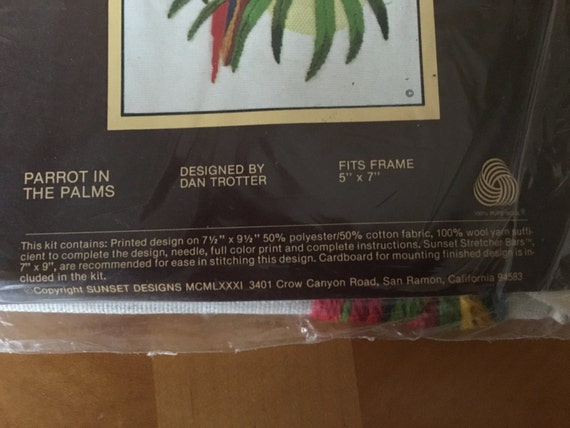 ©
PARROT IN
THE PALMS
DESIGNED BY
DAN TROTTER
FITS FRAME
5" x 7"
This kit contains: Printed design on 7½" x 9½" 50% polyester/50% cotton fabric, 100% wool yarn suffi-
cient to complete the design, needle, full color print and complete instructions. Sunset Stretcher Bars™,
7" x 9", are recommended for ease in stitching this design. Cardboard for mounting finished design is in-
cluded in the kit.
©Copyright SUNSET DESIGNS MCMLXXXI 3401 Crow Canyon Road, San Ramon, California 94583